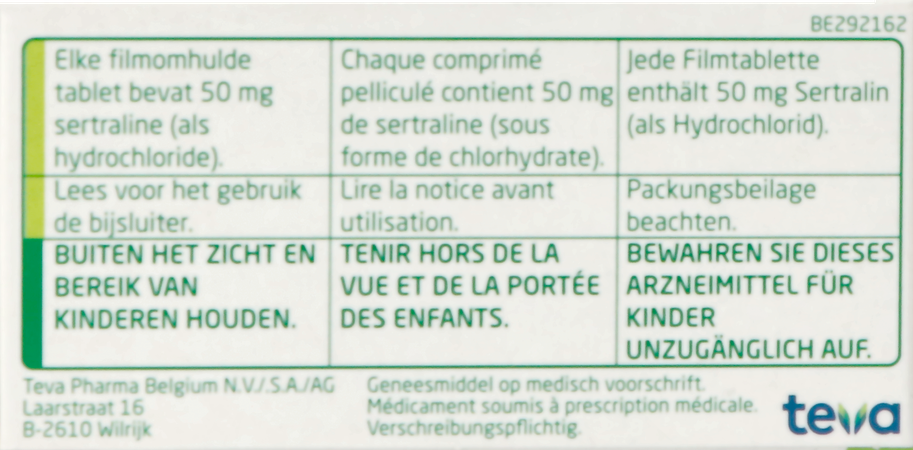 BE292162
Elke filmomhulde
tablet bevat 50 mg
sertraline (als
hydrochloride).
Chaque comprimé
pelliculé contient 50 mg
de sertraline (sous
forme de chlorhydrate).
Jede Filmtablette
enthält 50 mg Sertralin
(als Hydrochlorid).
Lees voor het gebruik
de bijsluiter.
Lire la notice avant
utilisation.
Packungsbeilage
beachten.
BUITEN HET ZICHT EN
BEREIK VAN
KINDEREN HOUDEN.
TENIR HORS DE LA
VUE ET DE LA PORTÉE
DES ENFANTS.
BEWAHREN SIE DIESES
ARZNEIMITTEL FÜR
KINDER
UNZUGÄNGLICH AUF.
Teva Pharma Belgium N.V./.S.A./AG
Laarstraat 16
B-2610 Wilrijk
Geneesmiddel op medisch voorschrift.
Médicament soumis à prescription médicale.
Verschreibungspflichtig.
teva